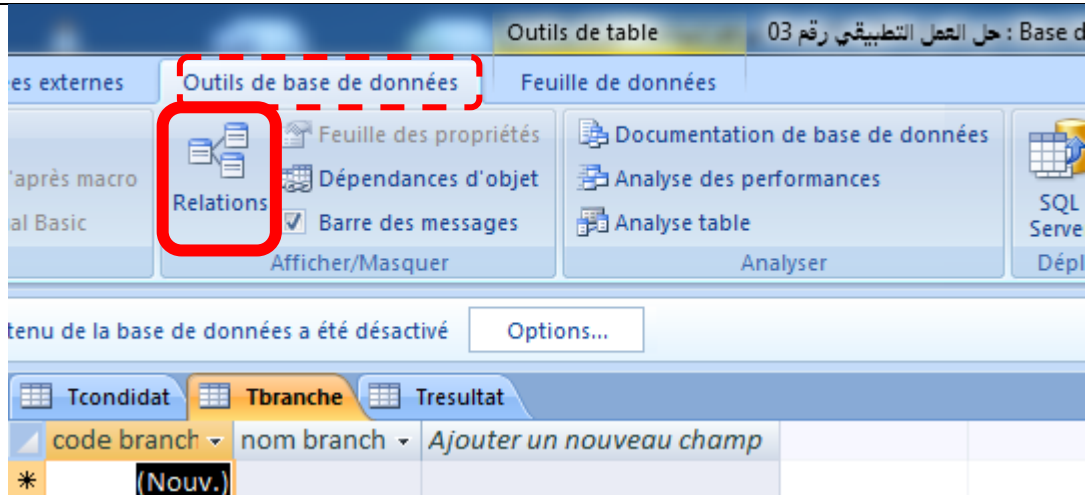 Outils de table
حل العمل التطبيقي رقم 03 : Base d
es externes
Outils de base de données
Feuille de données
Relations
Feuille des propriétés
Dépendances d'objet
Barre des messages
Afficher/Masquer
'après macro
al Basic
Documentation de base de données
Analyse des performances
Analyse table
Analyser
SQL
Serve
Dépl
tenu de la base de données a été désactivé
Options...
Tcondidat
Tbranche
Tresultat
code branch
nom branch
Ajouter un nouveau champ
(Nouv.)